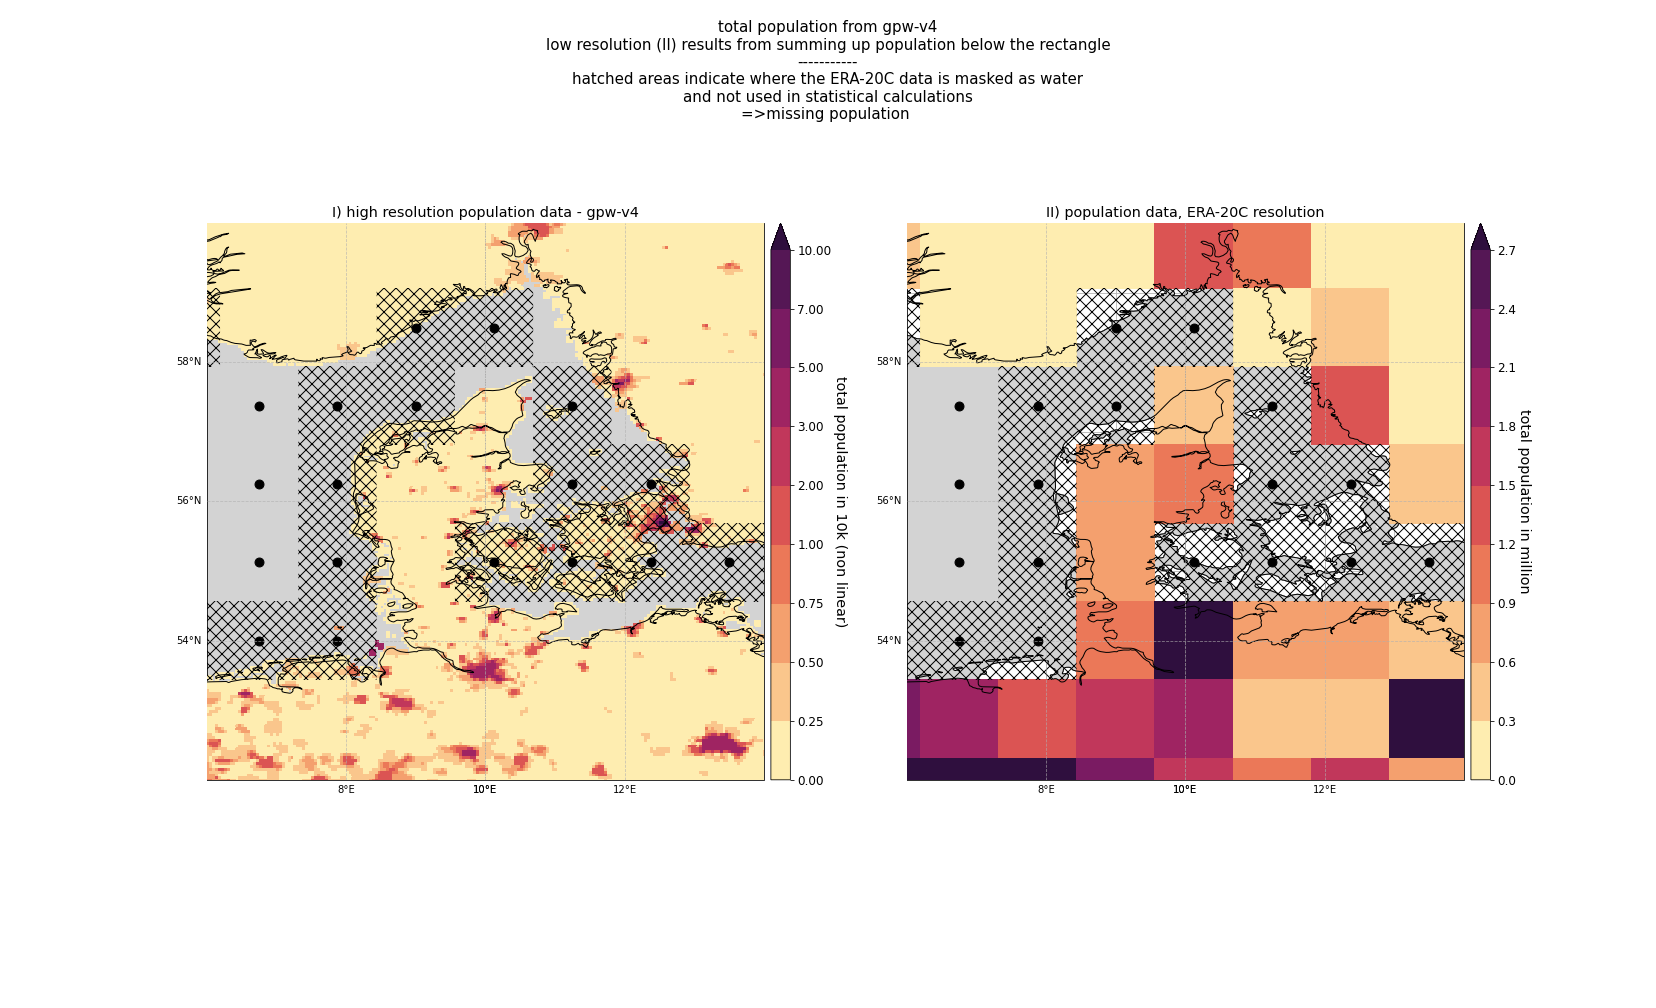 total population from gpw-v4
low resolution (II) results from summing up population below the rectangle
-----------
hatched areas indicate where the ERA-20C data is masked as water
and not used in statistical calculations
=>missing population
I) high resolution population data - gpw-v4
58°N
56°N
54°N
8°E
10°E
12°E
10.00
7.00
5.00
3.00
2.00
1.00
0.75
0.50
0.25
0.00
total population in 10k (non linear)
II) population data, ERA-20C resolution
58°N
56°N
54°N
8°E
10°E
12°E
2.7
2.4
2.1
1.8
1.5
1.2
0.9
0.6
0.3
0.0
total population in million